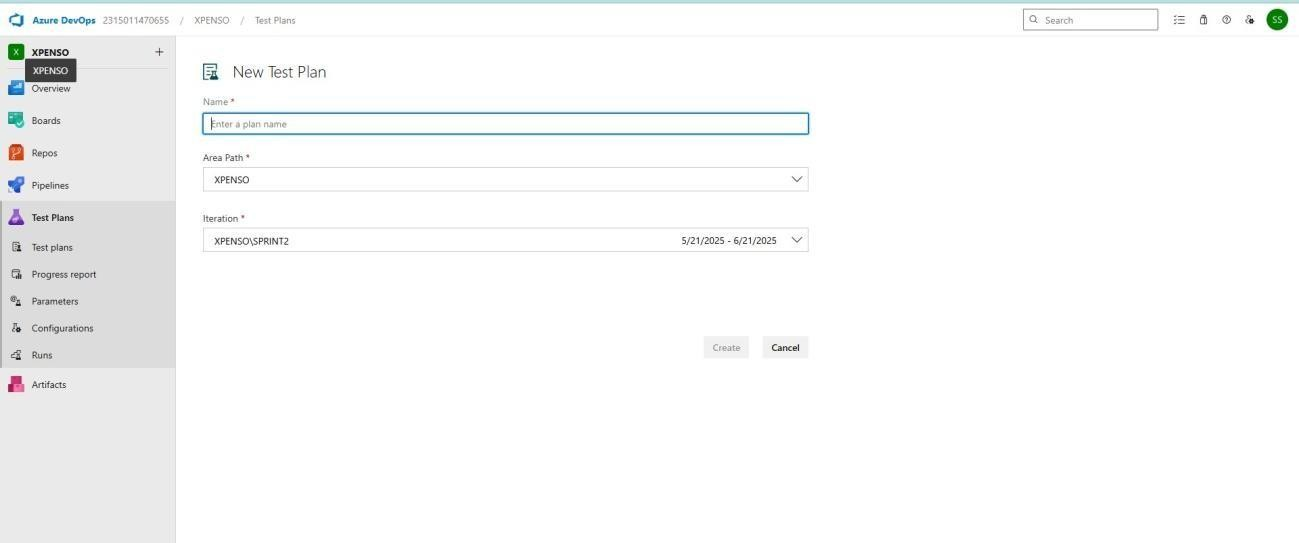 Azure DevOps 2315011470655 / XPENSO / Test Plans
Search
SS
X XPENSO +
XPENSO
Overview
Boards
Repos
Pipelines
Test Plans
Test plans
Progress report
Parameters
Configurations
Runs
Artifacts
New Test Plan
Name *
Enter a plan name
Area Path *
XPENSO
Iteration *
XPENSO\SPRINT2 5/21/2025 - 6/21/2025
Create Cancel